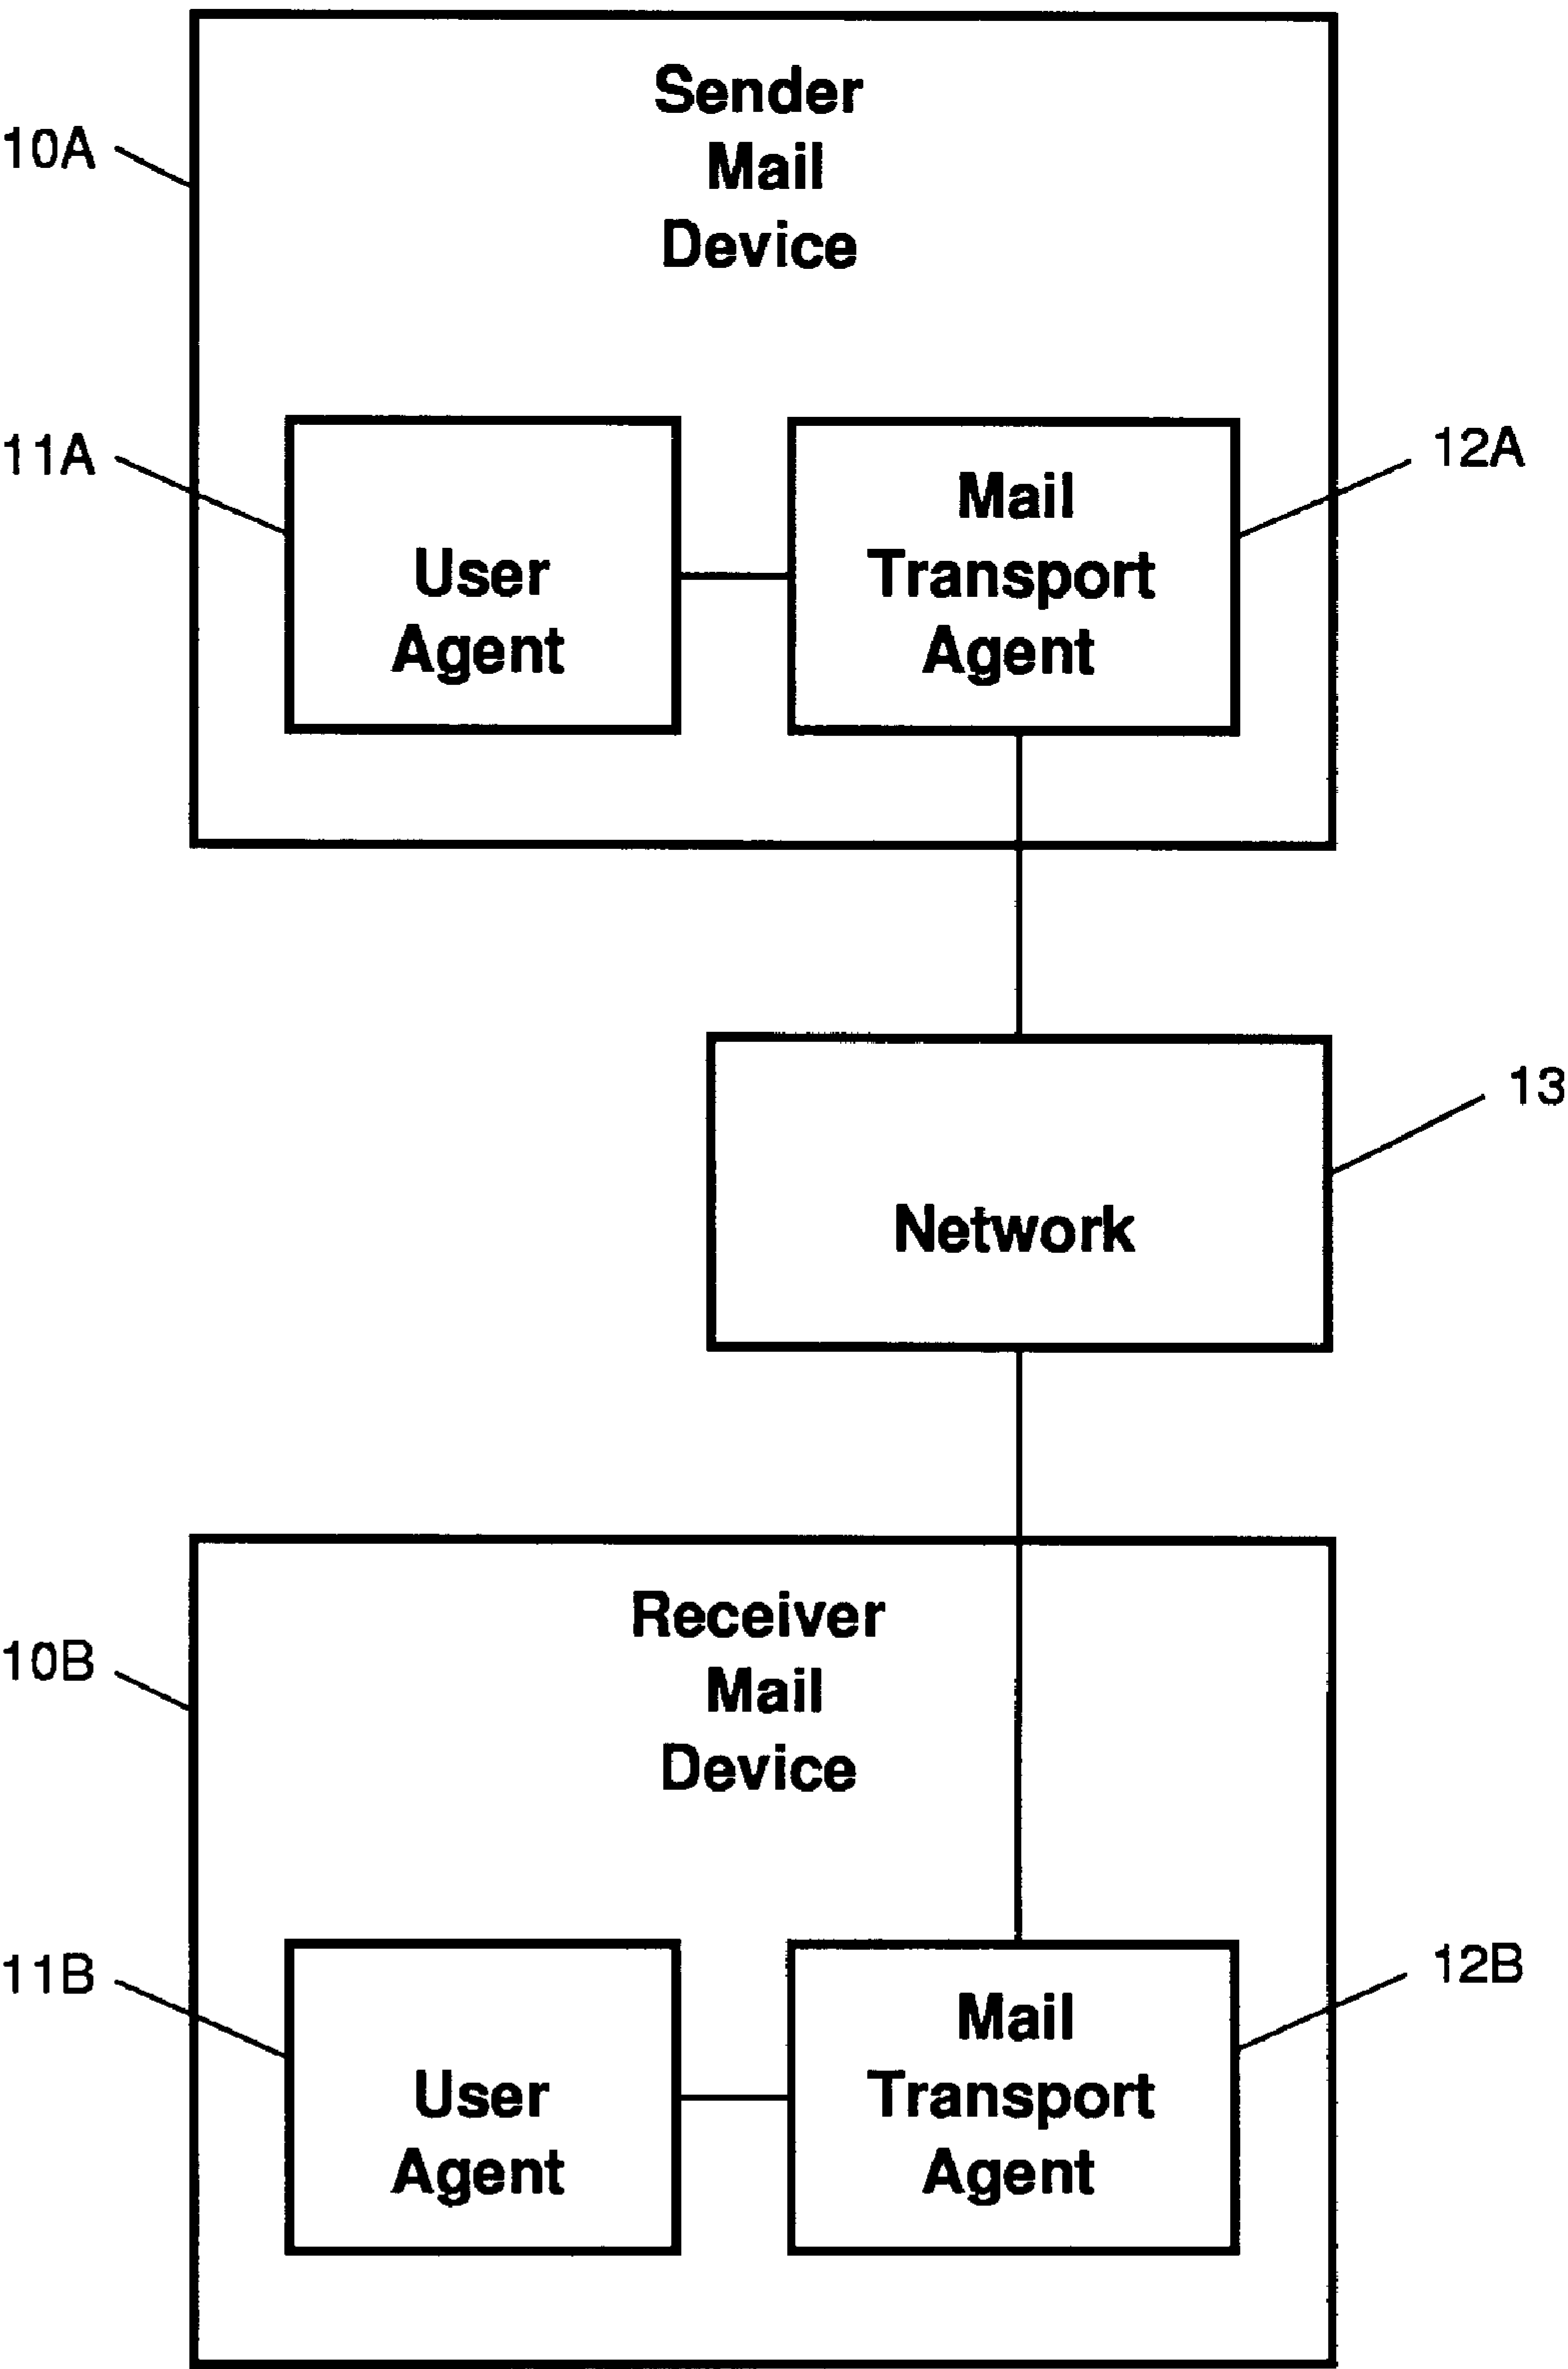 Sender
Mail
Device
10A
11A
User
Agent
Mail
Transport
Agent
12A
Network
13
Receiver
Mail
Device
10B
11B
User
Agent
Mail
Transport
Agent
12B